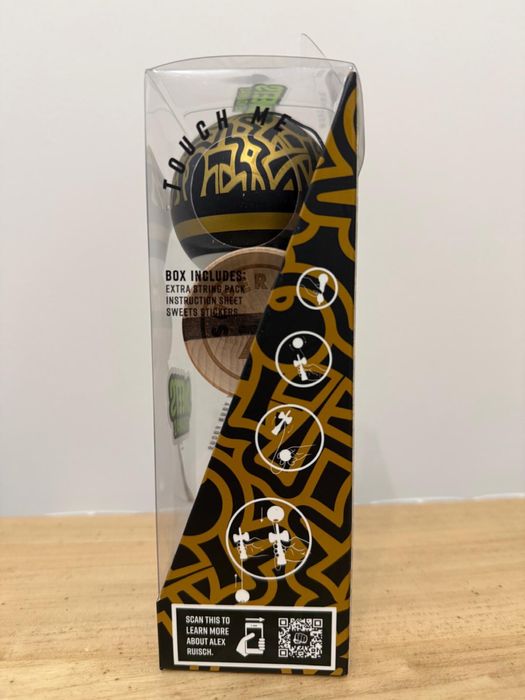 TOUCH ME
BOX INCLUDES:
EXTRA STRING PACK
INSTRUCTION SHEET
SWEETS STICKERS
SCAN THIS TO
LEARN MORE
ABOUT ALEX
RUISCH.